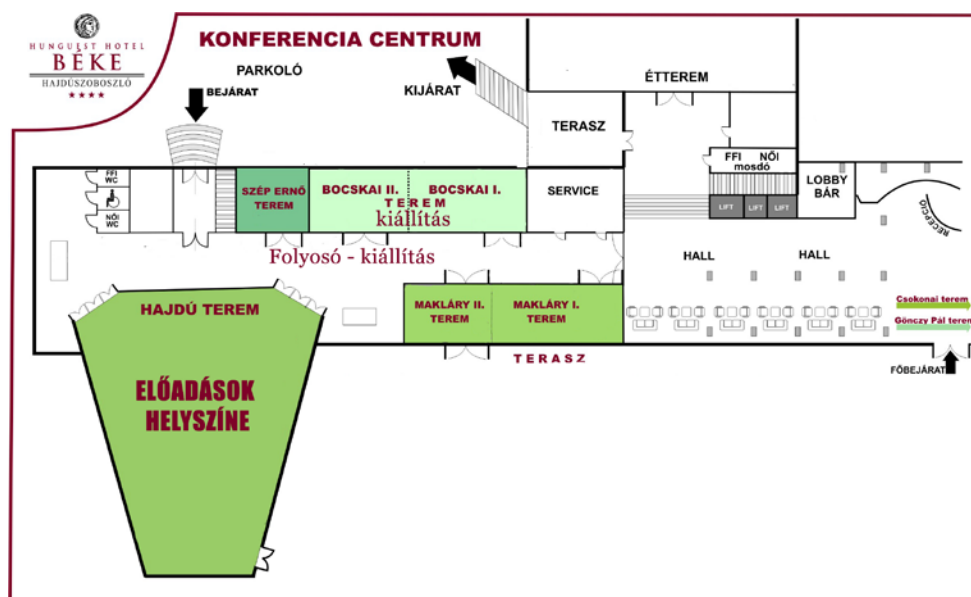 HUNGUEST HOTEL
BÉKE
HAJDÚSZOBOSZLÓ
KONFERENCIA CENTRUM
PARKOLÓ
BEJÁRAT
KIJÁRAT
ÉTTEREM
TERASZ
FFI NŐI
mosdó
LOBBY
BÁR
RECEPCIÓ
LIFT LIFT LIFT
FFI
WC
NŐI
WC
SZÉP ERNŐ
TEREM
BOCSKAI II. BOCSKAI I.
TEREM
kiállítás
SERVICE
Folyosó - kiállítás
HALL HALL
HAJDÚ TEREM
MAKLÁRY II.
TEREM
MAKLÁRY I.
TEREM
Csokonai terem
Gönczy Pál terem
TERASZ
FŐBEJÁRAT
ELŐADÁSOK
HELYSZÍNE